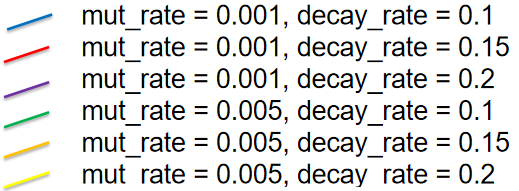 mut_rate = 0.001, decay_rate = 0.1
mut_rate = 0.001, decay_rate = 0.15
mut_rate = 0.001, decay_rate = 0.2
mut_rate = 0.005, decay_rate = 0.1
mut_rate = 0.005, decay_rate = 0.15
mut_rate = 0.005, decay_rate = 0.2